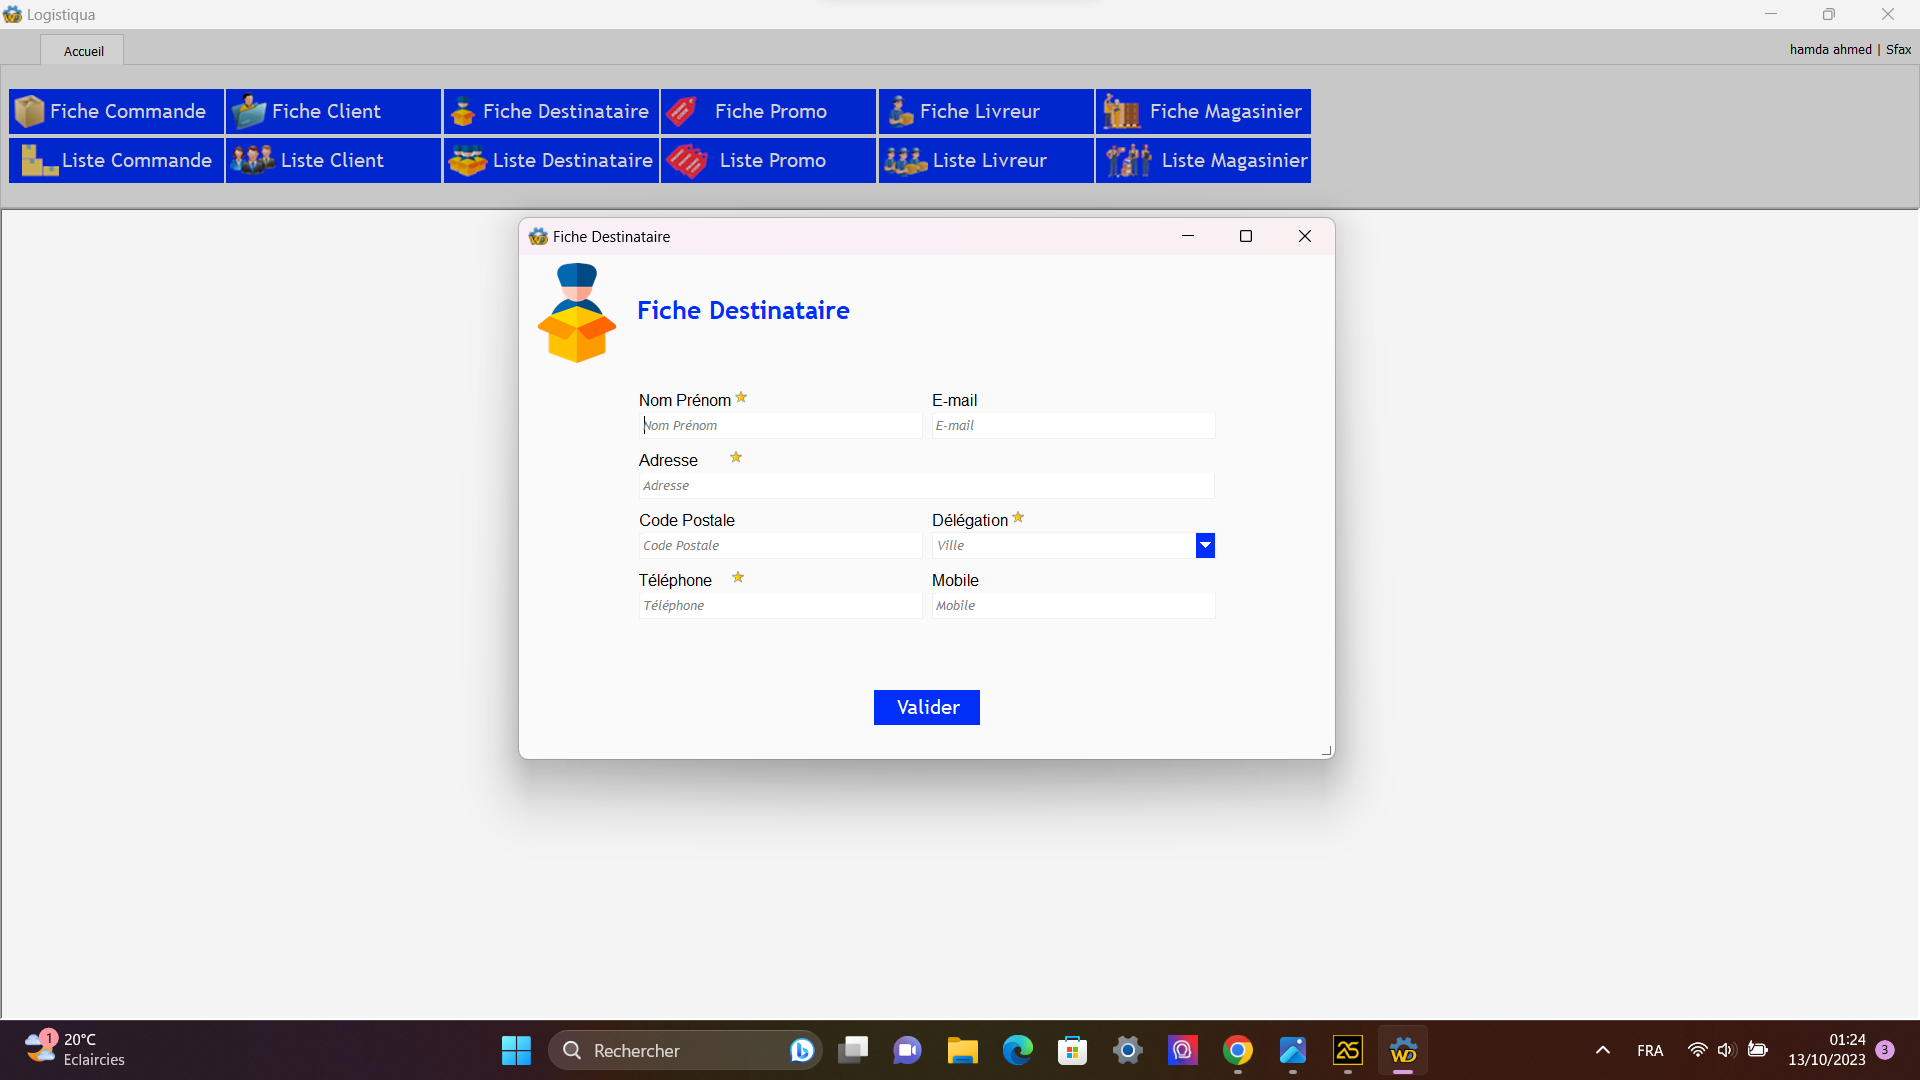 Logistiqua
Accueil
hamda ahmed | Sfax
Fiche Commande
Fiche Client
Fiche Destinataire
Fiche Promo
Fiche Livreur
Fiche Magasinier
Liste Commande
Liste Client
Liste Destinataire
Liste Promo
Liste Livreur
Liste Magasinier
Fiche Destinataire
Fiche Destinataire
Nom Prénom
E-mail
Nom Prénom
E-mail
Adresse
Adresse
Code Postale
Délégation
Code Postale
Ville
Téléphone
Mobile
Téléphone
Mobile
Valider
1
20°C
Eclaircies
Rechercher
FRA
01:24
13/10/2023
3